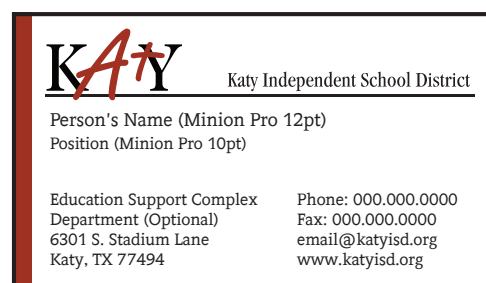 KAtY
Katy Independent School District
Person's Name (Minion Pro 12pt)
Position (Minion Pro 10pt)
Education Support Complex
Department (Optional)
6301 S. Stadium Lane
Katy, TX 77494
Phone: 000.000.0000
Fax: 000.000.0000
email@katyisd.org
www.katyisd.org